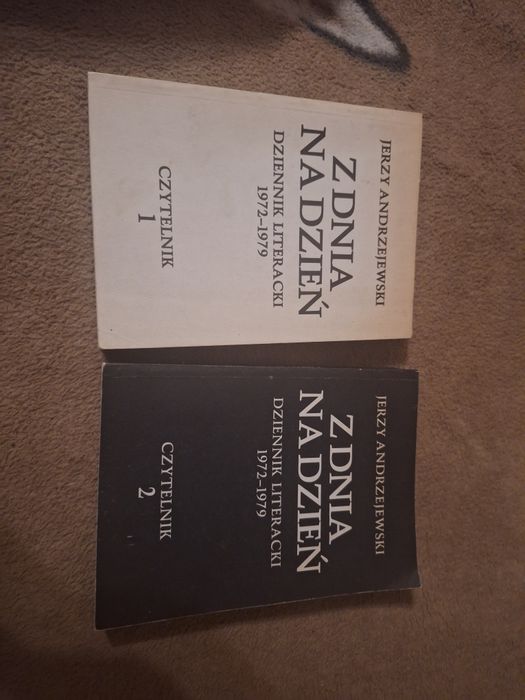 JERZY ANDRZEJEWSKI
Z DNIA
NA DZIEŃ
DZIENNIK LITERACKI
1972–1979
CZYTELNIK
1
JERZY ANDRZEJEWSKI
Z DNIA
NA DZIEŃ
DZIENNIK LITERACKI
1972–1979
CZYTELNIK
2